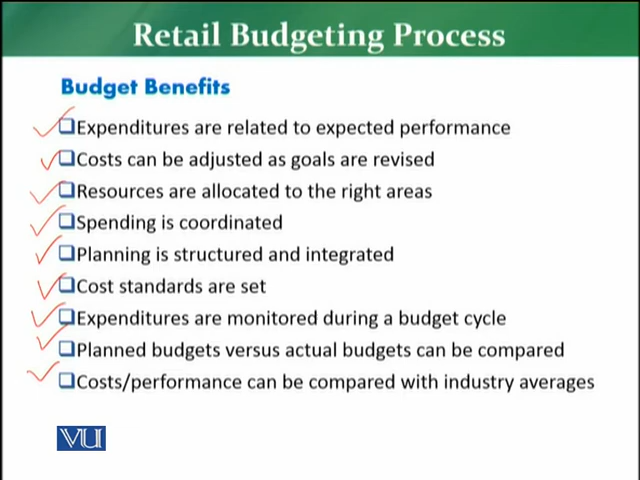 Retail Budgeting Process
Budget Benefits
Expenditures are related to expected performance
Costs can be adjusted as goals are revised
Resources are allocated to the right areas
Spending is coordinated
Planning is structured and integrated
Cost standards are set
Expenditures are monitored during a budget cycle
Planned budgets versus actual budgets can be compared
Costs/performance can be compared with industry averages
VU